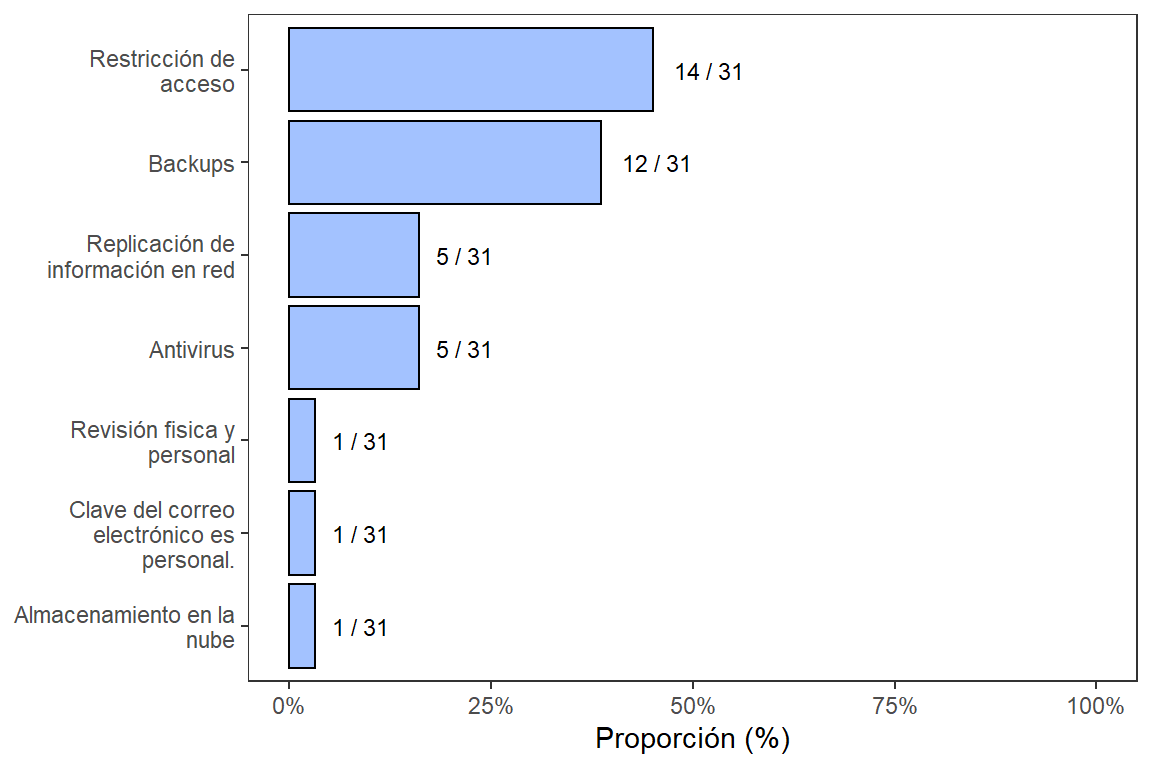 Restricción de
acceso
14 / 31
Backups
12 / 31
Replicación de
información en red
5 / 31
Antivirus
5 / 31
Revisión fisica y
personal
1 / 31
Clave del correo
electrónico es
personal.
1 / 31
Almacenamiento en la
nube
1 / 31
0%
25%
50%
75%
100%
Proporción (%)